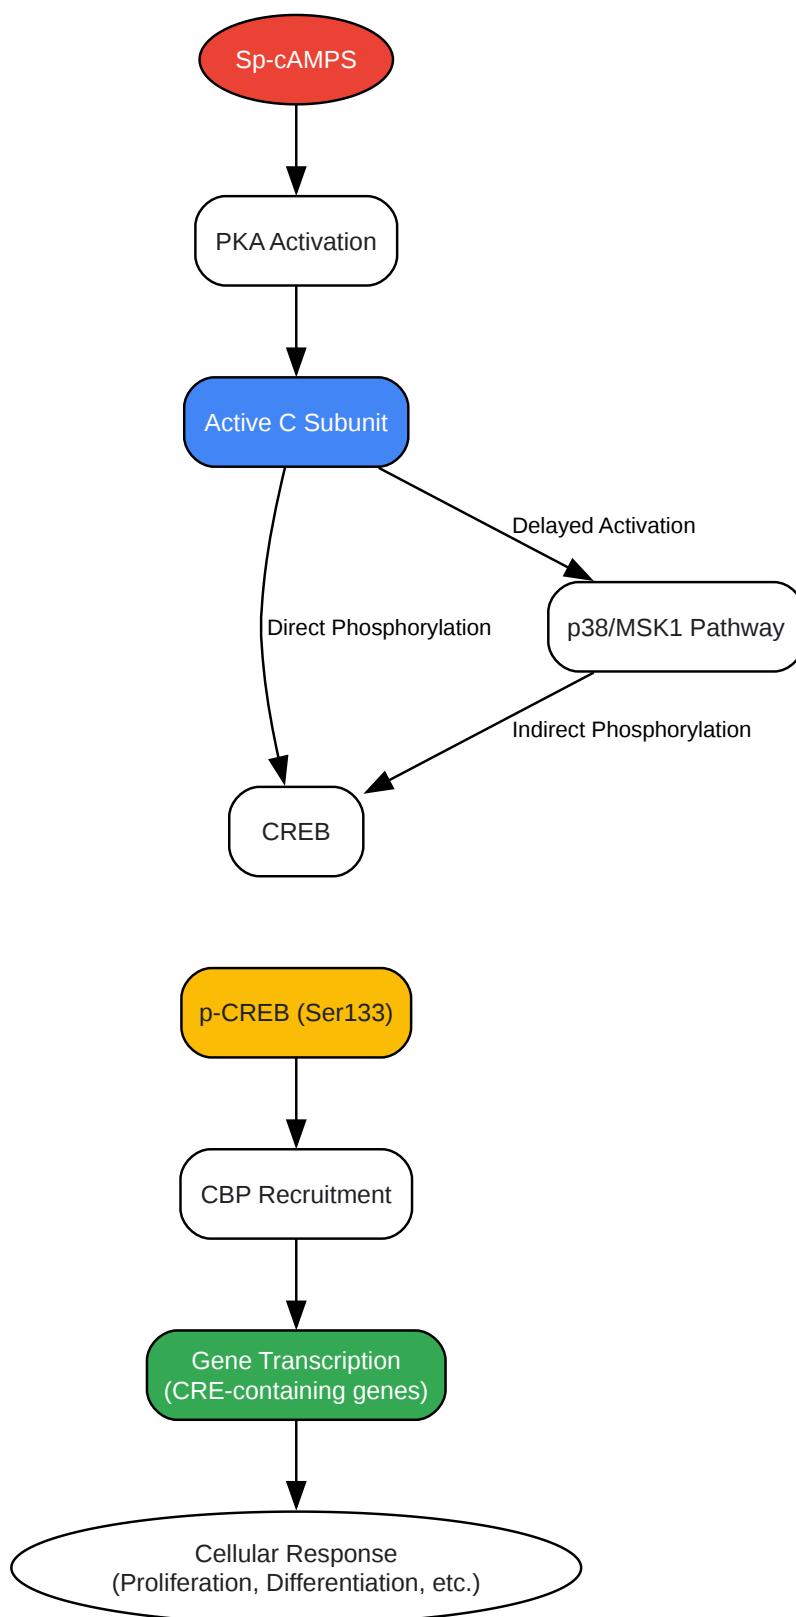 Sp-cAMPS
PKA Activation
Active C Subunit
Delayed Activation
p38/MSK1 Pathway
Direct Phosphorylation
Indirect Phosphorylation
CREB
p-CREB (Ser133)
CBP Recruitment
Gene Transcription
(CRE-containing genes)
Cellular Response
(Proliferation, Differentiation, etc.)